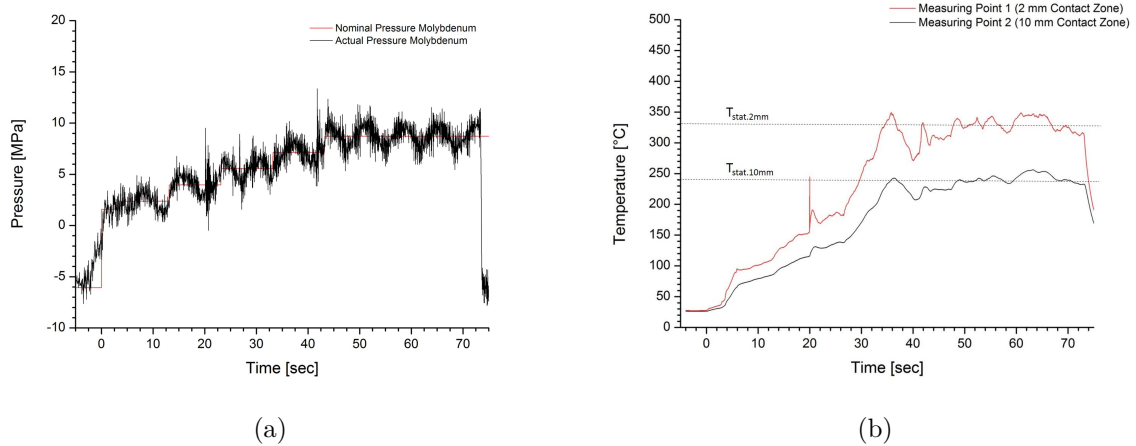 Nominal Pressure Molybdenum
Actual Pressure Molybdenum
Pressure [MPa]
20
15
10
5
0
-5
-10
0 10 20 30 40 50 60 70
Time [sec]
(a)
Measuring Point 1 (2 mm Contact Zone)
Measuring Point 2 (10 mm Contact Zone)
Temperature [°C]
500
450
400
350
300
250
200
150
100
50
0
T stat.2mm
T stat.10mm
0 10 20 30 40 50 60 70
Time [sec]
(b)